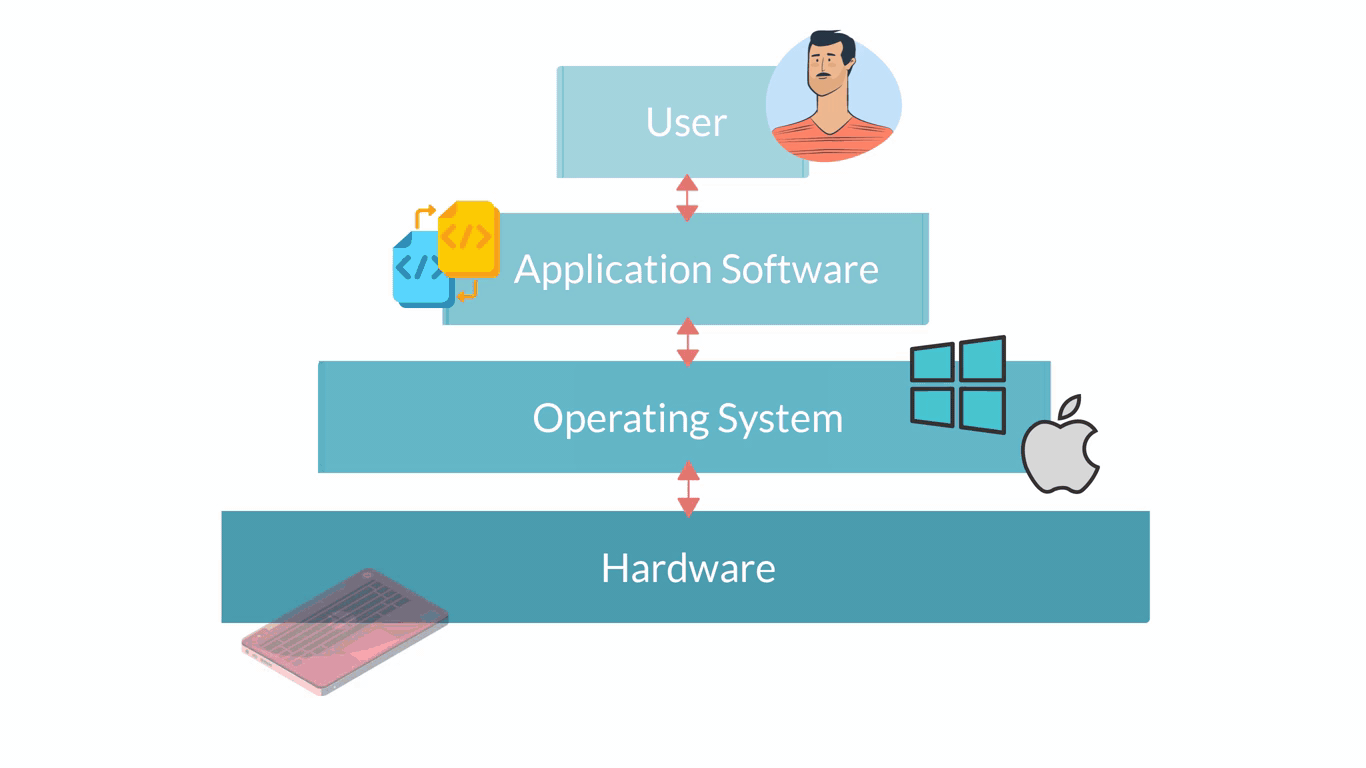 User
Application Software
Operating System
Hardware